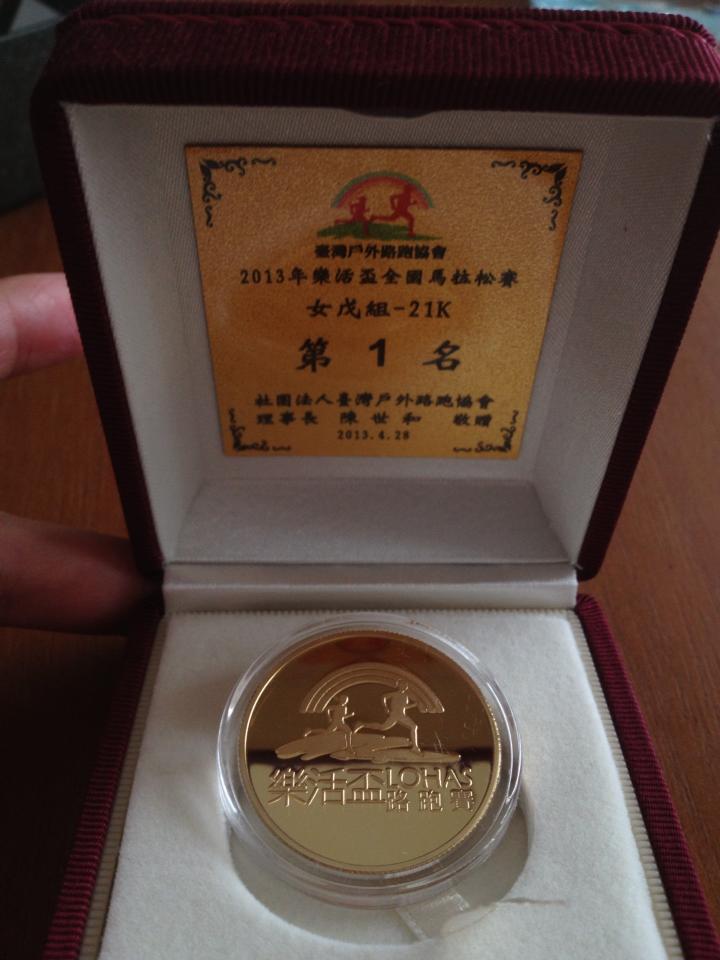 臺灣戶外路跑協會
2013年樂活盃全國馬拉松賽
女戊組-21K
第 1 名
社團法人臺灣戶外路跑協會
理事長 陳世和 敬贈
2013.4.28
樂活盃LOHAS
路跑賽